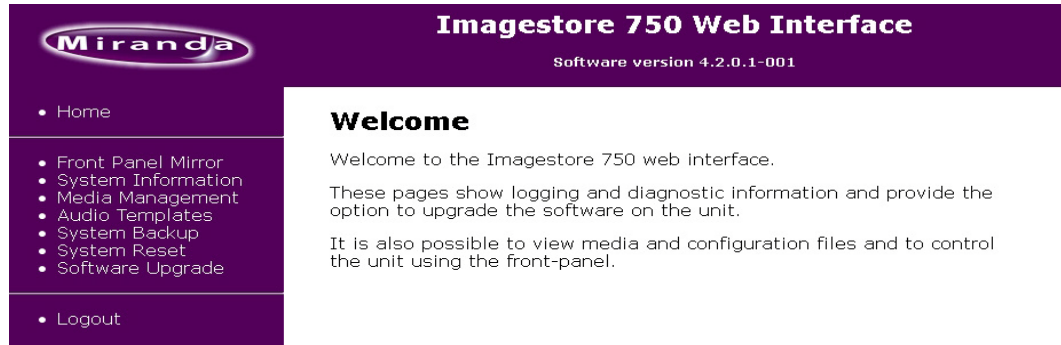 Miranda
Imagestore 750 Web Interface
Software version 4.2.0.1-001
• Home
• Front Panel Mirror
• System Information
• Media Management
• Audio Templates
• System Backup
• System Reset
• Software Upgrade
• Logout
Welcome
Welcome to the Imagestore 750 web interface.
These pages show logging and diagnostic information and provide the
option to upgrade the software on the unit.
It is also possible to view media and configuration files and to control
the unit using the front-panel.